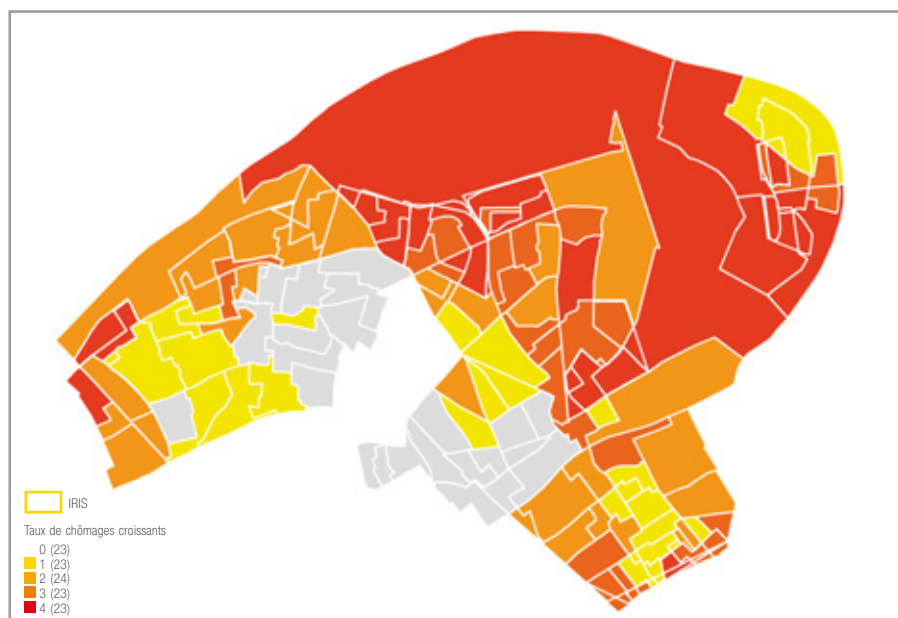 IRIS
Taux de chômages croissants
0 (23)
1 (23)
2 (24)
3 (23)
4 (23)